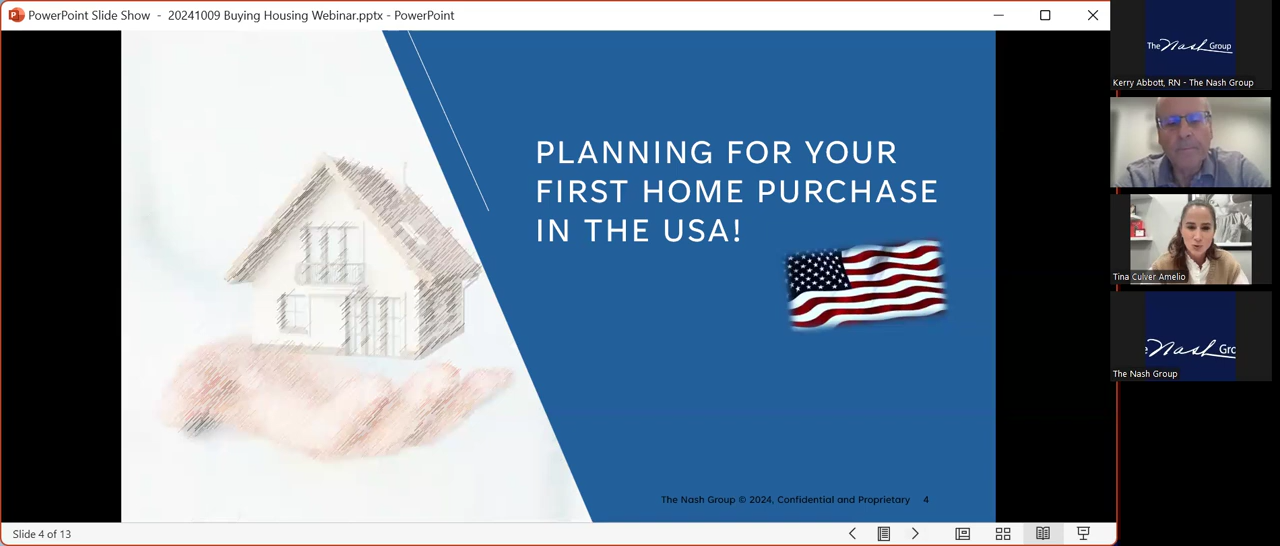 PowerPoint Slide Show - 20241009 Buying Housing Webinar.pptx - PowerPoint
PLANNING FOR YOUR
FIRST HOME PURCHASE
IN THE USA!
The Nash Group © 2024, Confidential and Proprietary 4
Slide 4 of 13
The Nash Group
Kerry Abbott, RN - The Nash Group
Tina Culver Amelio
e Nash Grc
The Nash Group